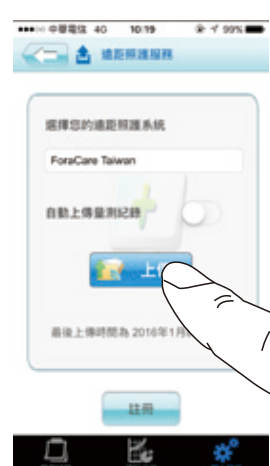 中華電信 4G 10:19 99%
遠距照護服務
選擇您的遠距照護系統
ForaCare Taiwan
自動上傳量測紀錄
上
最後上傳時間為 2016年1月
註冊